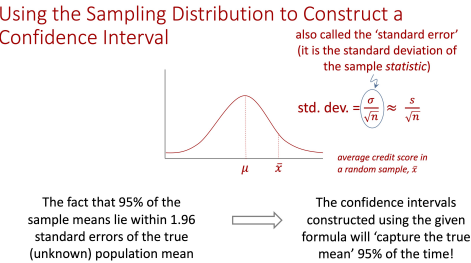 Using the Sampling Distribution to Construct a
Confidence Interval
also called the ‘standard error’
(it is the standard deviation of
the sample statistic)
std. dev. = σ/√n ≈ s/√n
μ x̄
average credit score in
a random sample, x̄
The fact that 95% of the
sample means lie within 1.96
standard errors of the true
(unknown) population mean
The confidence intervals
constructed using the given
formula will ‘capture the true
mean’ 95% of the time!